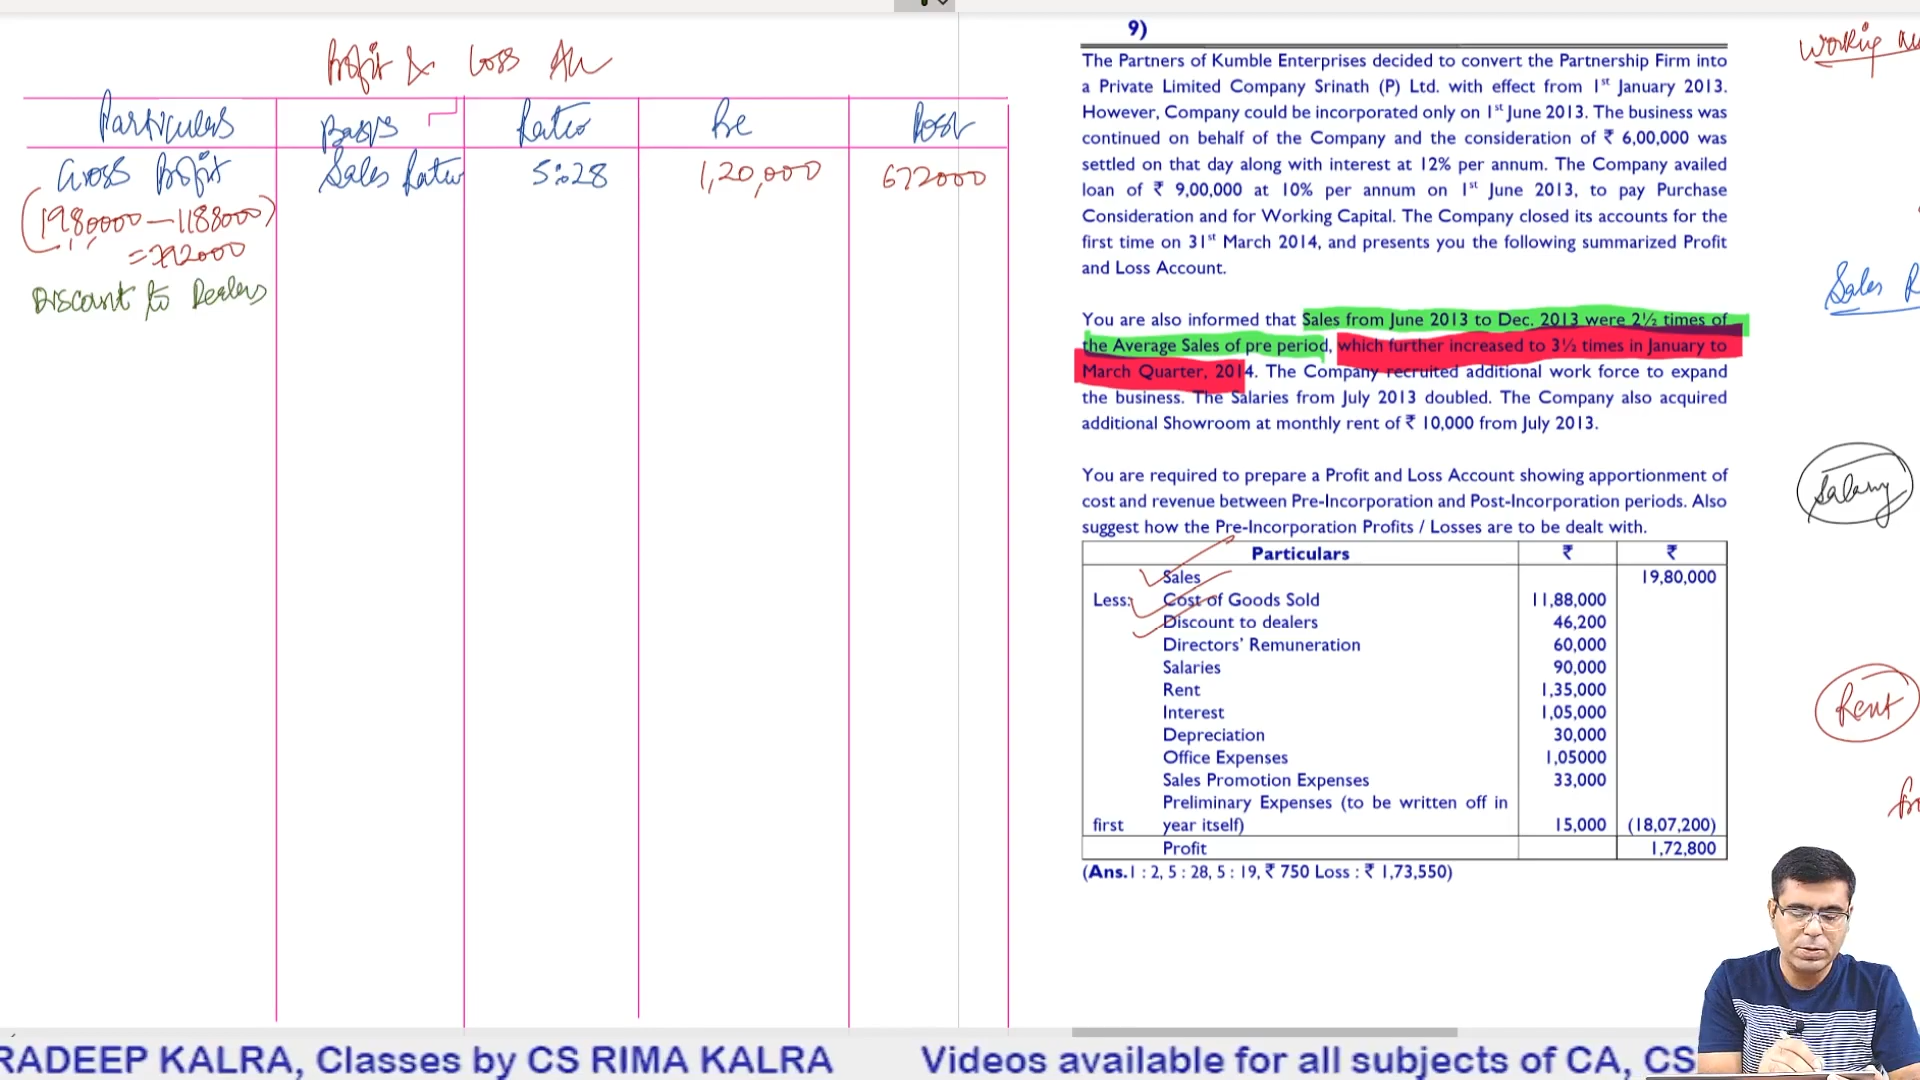 Profit & Loss A/c
Particulars Basis Ratio Pre Post
Gross Profit Sales Ratio 5:28 1,20,000 672000
(1980000 - 1188000)
= 792000
Discount to Dealers
9)
The Partners of Kumble Enterprises decided to convert the Partnership Firm into
a Private Limited Company Srinath (P) Ltd. with effect from 1st January 2013.
However, Company could be incorporated only on 1st June 2013. The business was
continued on behalf of the Company and the consideration of ₹ 6,00,000 was
settled on that day along with interest at 12% per annum. The Company availed
loan of ₹ 9,00,000 at 10% per annum on 1st June 2013, to pay Purchase
Consideration and for Working Capital. The Company closed its accounts for the
first time on 31st March 2014, and presents you the following summarized Profit
and Loss Account.
You are also informed that Sales from June 2013 to Dec. 2013 were 2½ times of
the Average Sales of pre period, which further increased to 3½ times in January to
March Quarter, 2014. The Company recruited additional work force to expand
the business. The Salaries from July 2013 doubled. The Company also acquired
additional Showroom at monthly rent of ₹ 10,000 from July 2013.
You are required to prepare a Profit and Loss Account showing apportionment of
cost and revenue between Pre-Incorporation and Post-Incorporation periods. Also
suggest how the Pre-Incorporation Profits / Losses are to be dealt with.
Particulars ₹ ₹
Sales 19,80,000
Less: Cost of Goods Sold 11,88,000
Discount to dealers 46,200
Directors' Remuneration 60,000
Salaries 90,000
Rent 1,35,000
Interest 1,05,000
Depreciation 30,000
Office Expenses 1,05000
Sales Promotion Expenses 33,000
Preliminary Expenses (to be written off in
first year itself) 15,000 (18,07,200)
Profit 1,72,800
(Ans.1 : 2, 5 : 28, 5 : 19, ₹ 750 Loss : ₹ 1,73,550)
Working
Sales R
Salary
Rent
RADEEP KALRA, Classes by CS RIMA KALRA Videos available for all subjects of CA, CS